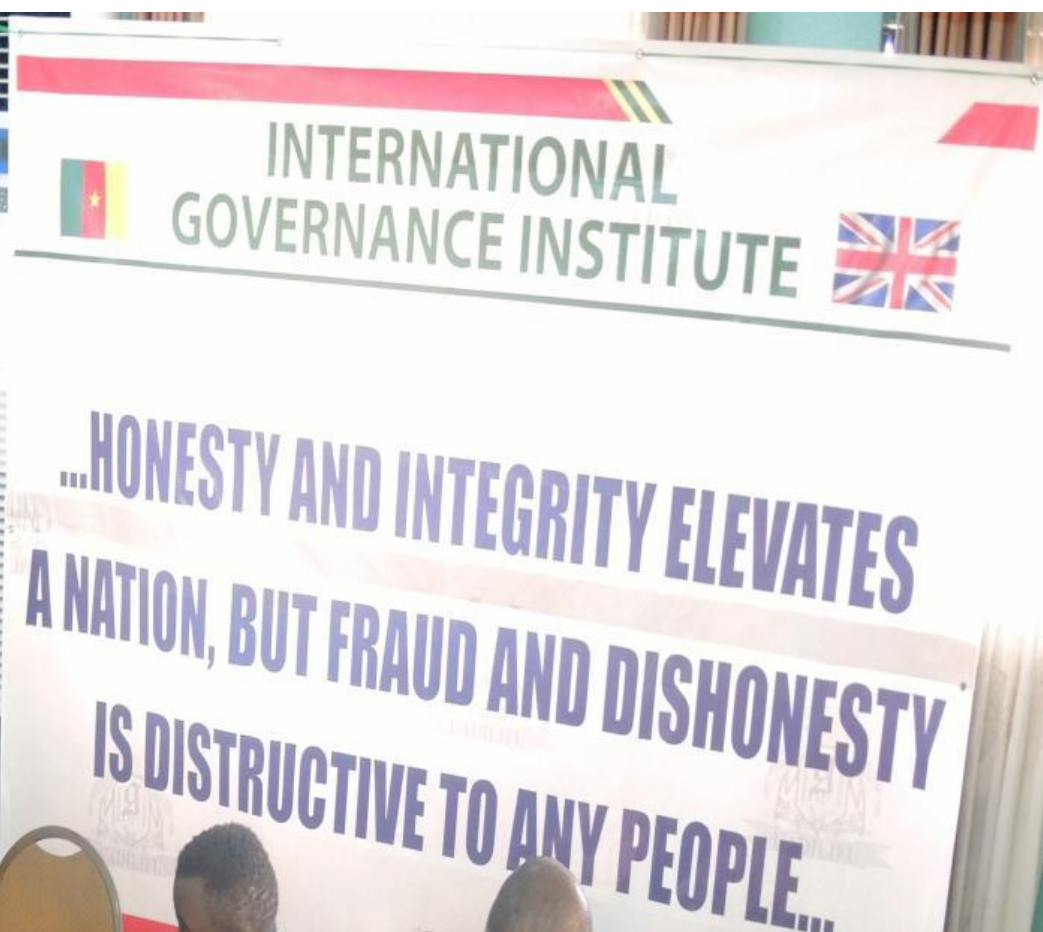 INTERNATIONAL
GOVERNANCE INSTITUTE
...HONESTY AND INTEGRITY ELEVATES
A NATION, BUT FRAUD AND DISHONESTY
IS DISTRUCTIVE TO ANY PEOPLE...